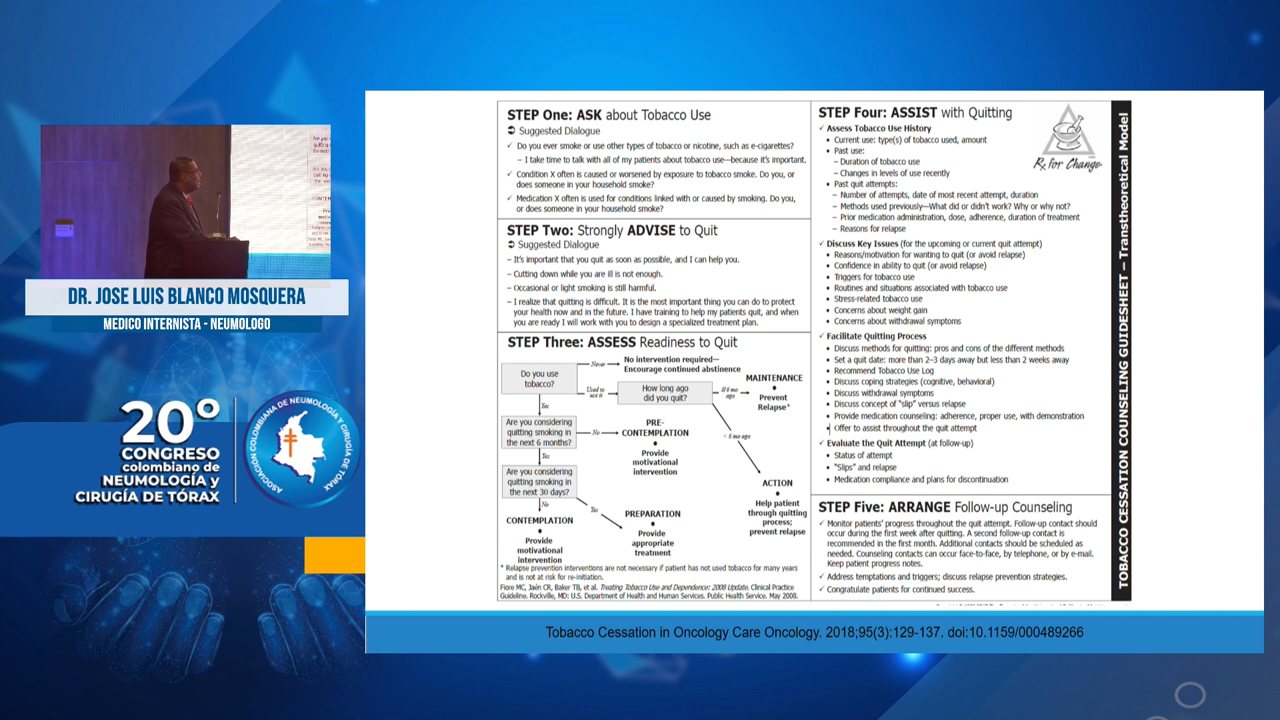 DR. JOSE LUIS BLANCO MOSQUERA
MEDICO INTERNISTA - NEUMOLOGO
20º
CONGRESO
colombiano de
NEUMOLOGÍA y
CIRUGÍA DE TÓRAX
ASOCIACIÓN COLOMBIANA DE NEUMOLOGÍA Y CIRUGÍA DE TÓRAX
STEP One: ASK about Tobacco Use
Suggested Dialogue
✓ Do you ever smoke or use other types of tobacco or nicotine, such as e-cigarettes?
– I take time to talk with all of my patients about tobacco use—because it's important.
✓ Condition X often is caused or worsened by exposure to tobacco smoke. Do you, or
does someone in your household smoke?
✓ Medication X often is used for conditions linked with or caused by smoking. Do you,
or does someone in your household smoke?
STEP Two: Strongly ADVISE to Quit
Suggested Dialogue
– It's important that you quit as soon as possible, and I can help you.
– Cutting down while you are ill is not enough.
– Occasional or light smoking is still harmful.
– I realize that quitting is difficult. It is the most important thing you can do to protect
your health now and in the future. I have training to help my patients quit, and when
you are ready I will work with you to design a specialized treatment plan.
STEP Three: ASSESS Readiness to Quit
Do you use
tobacco?
Never
No intervention required—
Encourage continued abstinence
Used to
use it
How long ago
did you quit?
≥ 6 mo
ago
MAINTENANCE
Prevent
Relapse*
Yes
Are you considering
quitting smoking in
the next 6 months?
No
PRE-
CONTEMPLATION
Provide
motivational
intervention
< 6 mo ago
ACTION
Help patient
through quitting
process;
prevent relapse
Yes
Are you considering
quitting smoking in
the next 30 days?
No
CONTEMPLATION
Provide
motivational
intervention
Yes
PREPARATION
Provide
appropriate
treatment
* Relapse prevention interventions are not necessary if patient has not used tobacco for many years
and is not at risk for re-initiation.
Fiore MC, Jaén CR, Baker TB, et al. Treating Tobacco Use and Dependence: 2008 Update. Clinical Practice
Guideline. Rockville, MD: U.S. Department of Health and Human Services. Public Health Service. May 2008.
STEP Four: ASSIST with Quitting
✓ Assess Tobacco Use History
• Current use: type(s) of tobacco used, amount
• Past use:
– Duration of tobacco use
– Changes in levels of use recently
• Past quit attempts:
– Number of attempts, date of most recent attempt, duration
– Methods used previously—What did or didn't work? Why or why not?
– Prior medication administration, dose, adherence, duration of treatment
– Reasons for relapse
✓ Discuss Key Issues (for the upcoming or current quit attempt)
• Reasons/motivation for wanting to quit (or avoid relapse)
• Confidence in ability to quit (or avoid relapse)
• Triggers for tobacco use
• Routines and situations associated with tobacco use
• Stress-related tobacco use
• Concerns about weight gain
• Concerns about withdrawal symptoms
✓ Facilitate Quitting Process
• Discuss methods for quitting: pros and cons of the different methods
• Set a quit date: more than 2–3 days away but less than 2 weeks away
• Recommend Tobacco Use Log
• Discuss coping strategies (cognitive, behavioral)
• Discuss withdrawal symptoms
• Discuss concept of "slip" versus relapse
• Provide medication counseling: adherence, proper use, with demonstration
• Offer to assist throughout the quit attempt
✓ Evaluate the Quit Attempt (at follow-up)
• Status of attempt
• "Slips" and relapse
• Medication compliance and plans for discontinuation
STEP Five: ARRANGE Follow-up Counseling
✓ Monitor patients' progress throughout the quit attempt. Follow-up contact should
occur during the first week after quitting. A second follow-up contact is
recommended in the first month. Additional contacts should be scheduled as
needed. Counseling contacts can occur face-to-face, by telephone, or by e-mail.
Keep patient progress notes.
✓ Address temptations and triggers; discuss relapse prevention strategies.
✓ Congratulate patients for continued success.
Rx for Change
TOBACCO CESSATION COUNSELING GUIDESHEET – Transtheoretical Model
Tobacco Cessation in Oncology Care Oncology. 2018;95(3):129-137. doi:10.1159/000489266